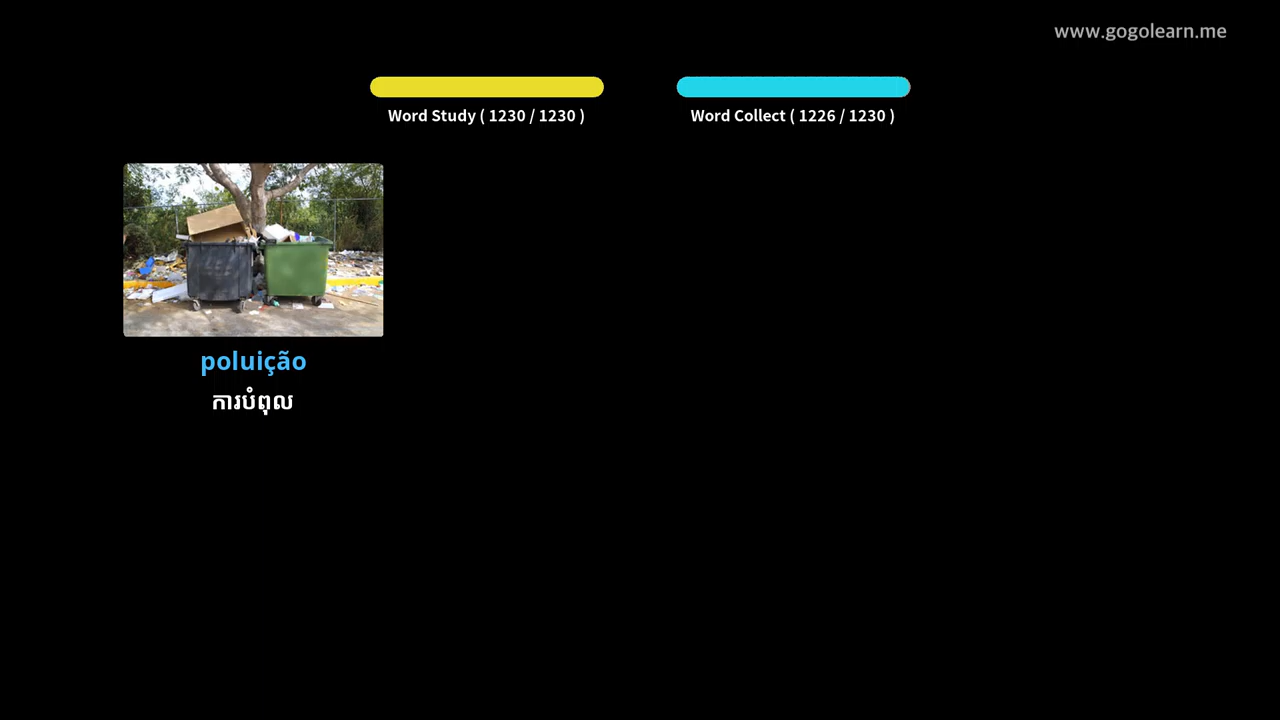 www.gogolearn.me
Word Study ( 1230 / 1230 )
Word Collect ( 1226 / 1230 )
poluição
ការបំពុល